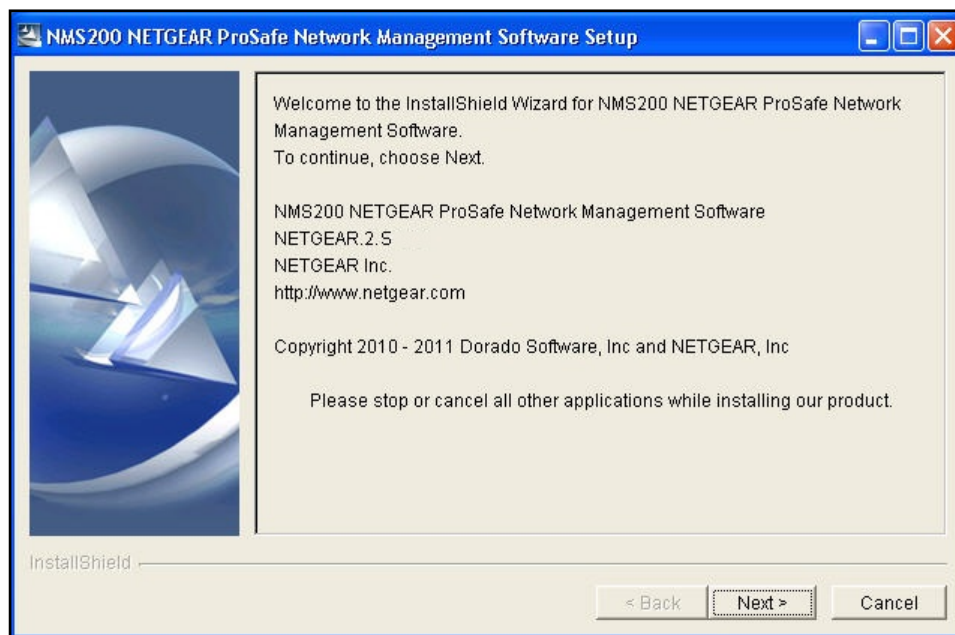 NMS200 NETGEAR ProSafe Network Management Software Setup
Welcome to the InstallShield Wizard for NMS200 NETGEAR ProSafe Network
Management Software.
To continue, choose Next.
NMS200 NETGEAR ProSafe Network Management Software
NETGEAR.2.S
NETGEAR Inc.
http://www.netgear.com
Copyright 2010 - 2011 Dorado Software, Inc and NETGEAR, Inc
Please stop or cancel all other applications while installing our product.
InstallShield
< Back Next > Cancel